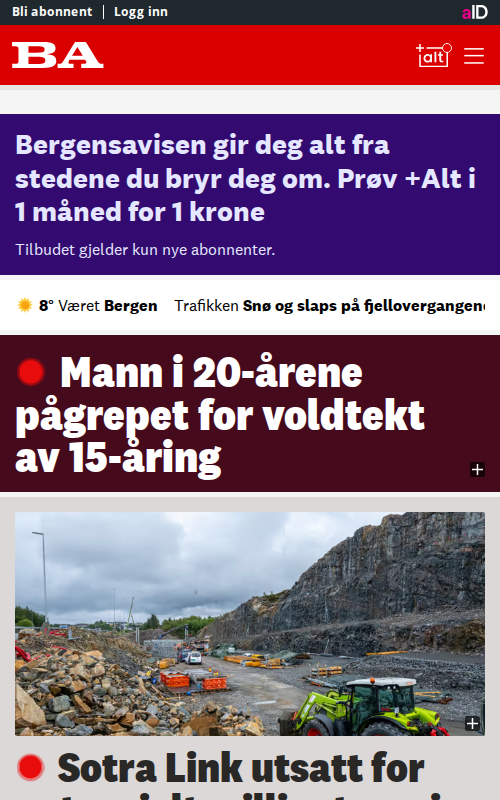 Bli abonnent | Logg inn
aID
BA
+alt
Bergensavisen gir deg alt fra
stedene du bryr deg om. Prøv +Alt i
1 måned for 1 krone
Tilbudet gjelder kun nye abonnenter.
8° Været Bergen Trafikken Snø og slaps på fjellovergangene
Mann i 20-årene
pågrepet for voldtekt
av 15-åring
Sotra Link utsatt for